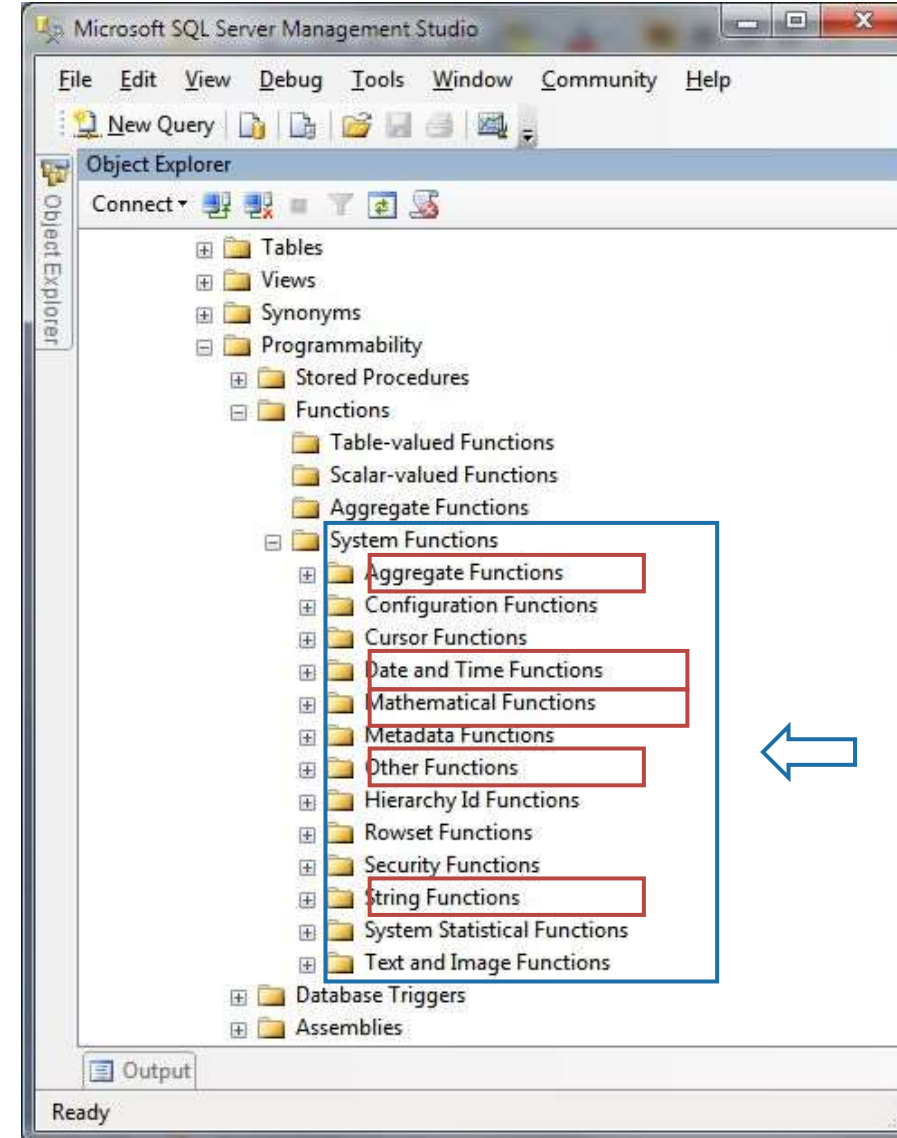 Microsoft SQL Server Management Studio
File Edit View Debug Tools Window Community Help
New Query
Object Explorer
Object Explorer
Connect
Tables
Views
Synonyms
Programmability
Stored Procedures
Functions
Table-valued Functions
Scalar-valued Functions
Aggregate Functions
System Functions
Aggregate Functions
Configuration Functions
Cursor Functions
Date and Time Functions
Mathematical Functions
Metadata Functions
Other Functions
Hierarchy Id Functions
Rowset Functions
Security Functions
String Functions
System Statistical Functions
Text and Image Functions
Database Triggers
Assemblies
Output
Ready